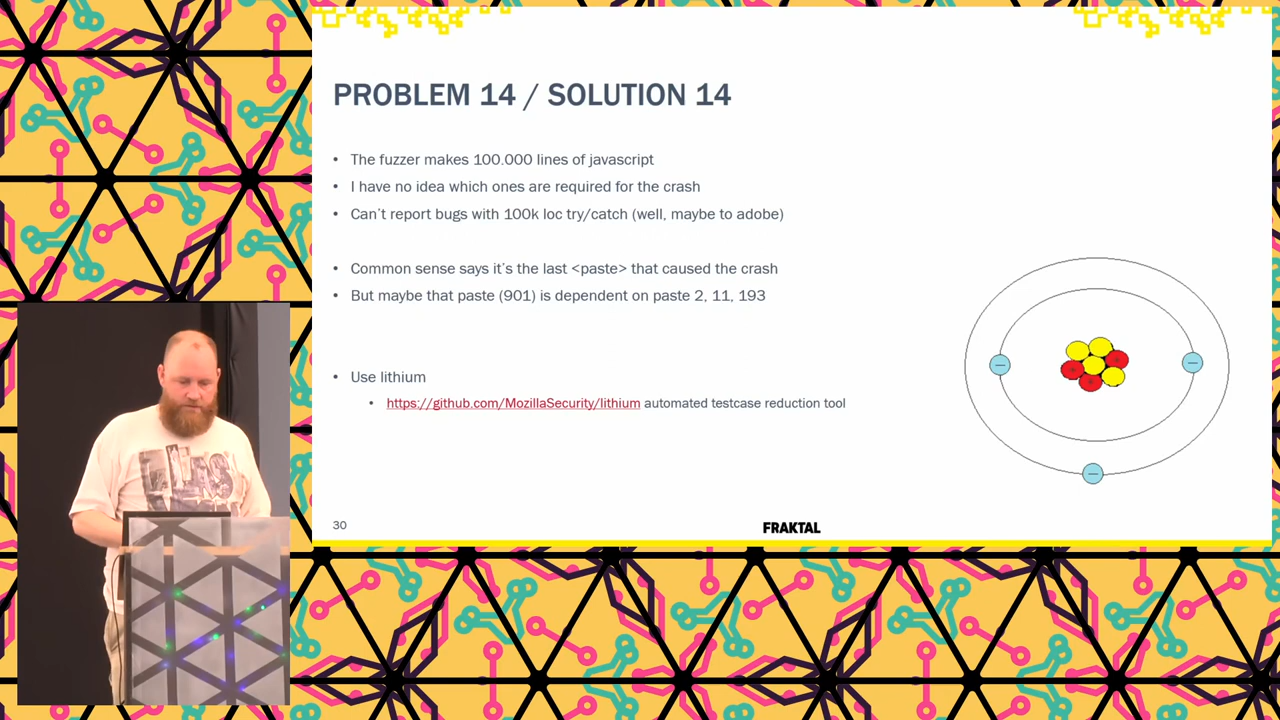 PROBLEM 14 / SOLUTION 14
• The fuzzer makes 100.000 lines of javascript
• I have no idea which ones are required for the crash
• Can't report bugs with 100k loc try/catch (well, maybe to adobe)
• Common sense says it's the last <paste> that caused the crash
• But maybe that paste (901) is dependent on paste 2, 11, 193
• Use lithium
• https://github.com/MozillaSecurity/lithium automated testcase reduction tool
30
FRAKTAL